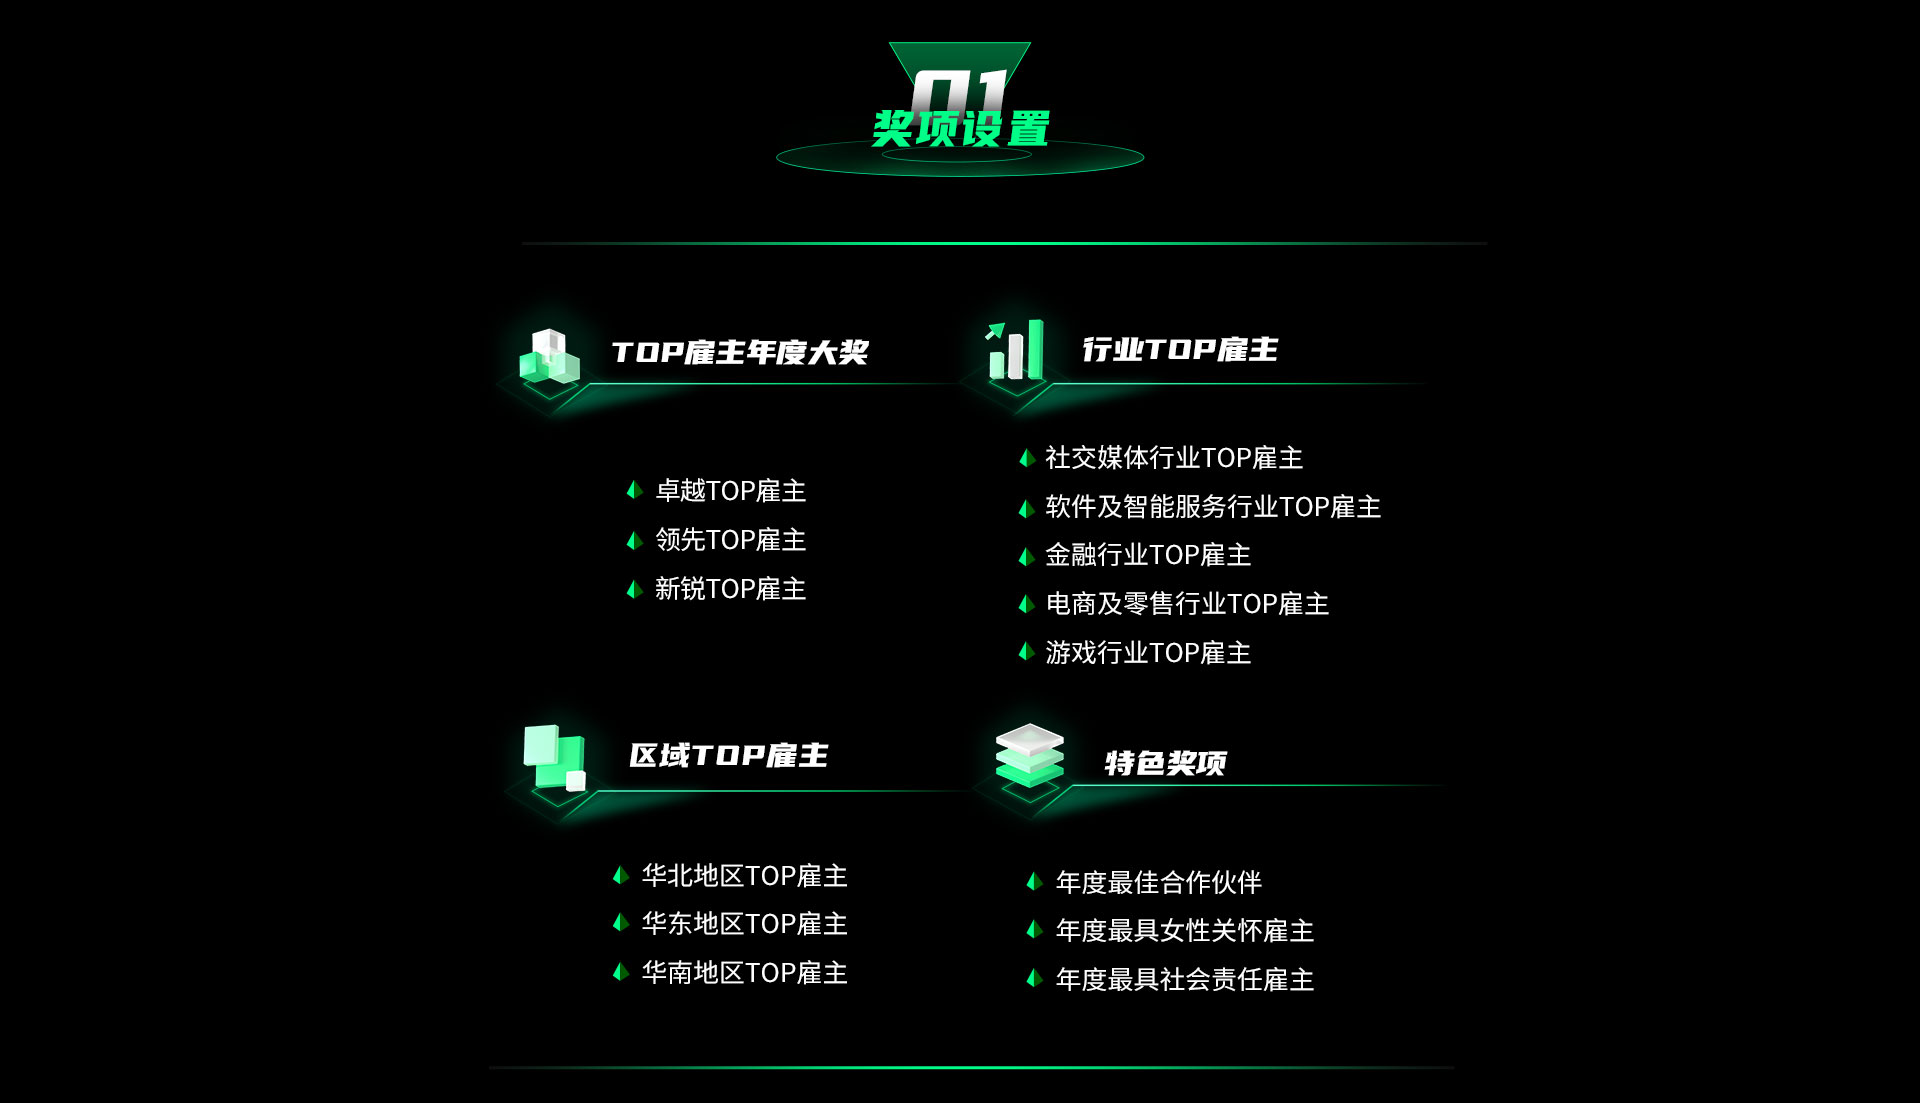 01
奖项设置
TOP雇主年度大奖
卓越TOP雇主
领先TOP雇主
新锐TOP雇主
行业TOP雇主
社交媒体行业TOP雇主
软件及智能服务行业TOP雇主
金融行业TOP雇主
电商及零售行业TOP雇主
游戏行业TOP雇主
区域TOP雇主
华北地区TOP雇主
华东地区TOP雇主
华南地区TOP雇主
特色奖项
年度最佳合作伙伴
年度最具女性关怀雇主
年度最具社会责任雇主